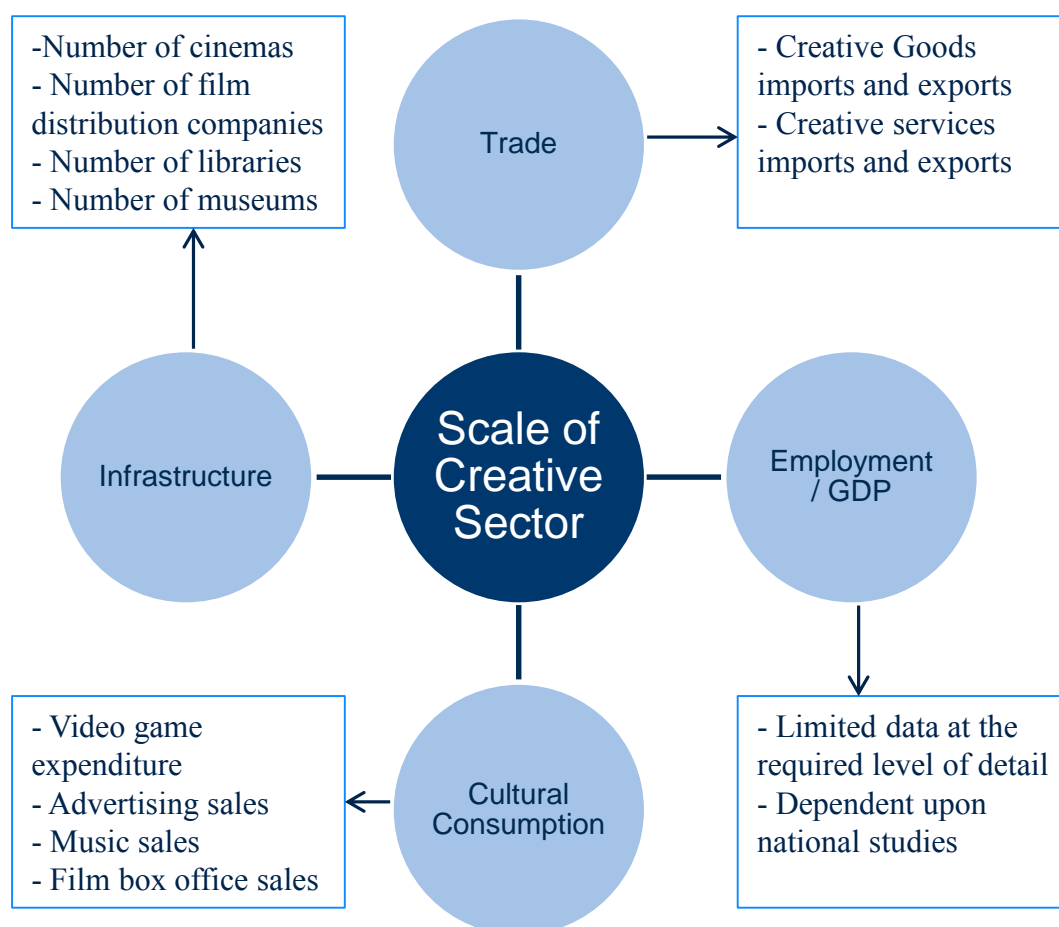 -Number of cinemas
- Number of film
distribution companies
- Number of libraries
- Number of museums
Trade
- Creative Goods
imports and exports
- Creative services
imports and exports
Infrastructure
Scale of
Creative
Sector
Employment
/ GDP
- Video game
expenditure
- Advertising sales
- Music sales
- Film box office sales
Cultural
Consumption
- Limited data at the
required level of detail
- Dependent upon
national studies